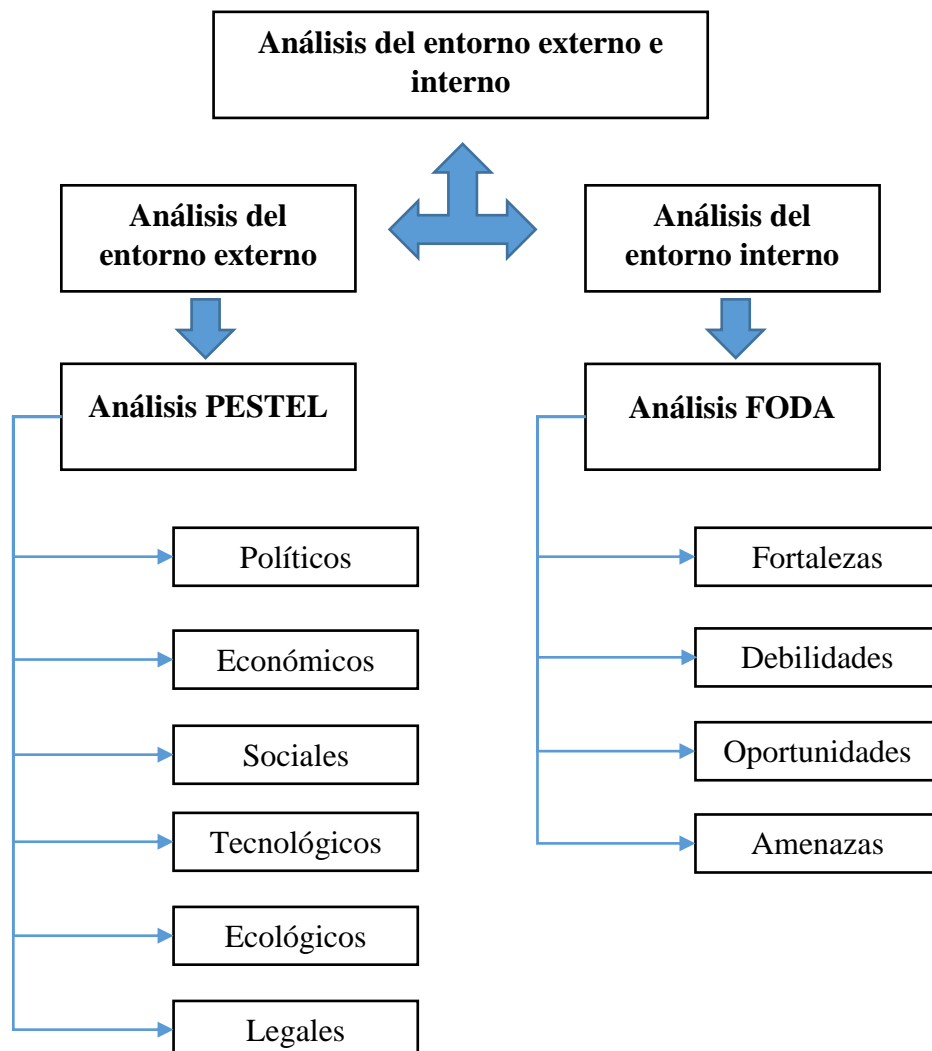 Análisis del entorno externo e
interno
Análisis del
entorno externo
Análisis del
entorno interno
Análisis PESTEL
Análisis FODA
Políticos
Económicos
Sociales
Tecnológicos
Ecológicos
Legales
Fortalezas
Debilidades
Oportunidades
Amenazas